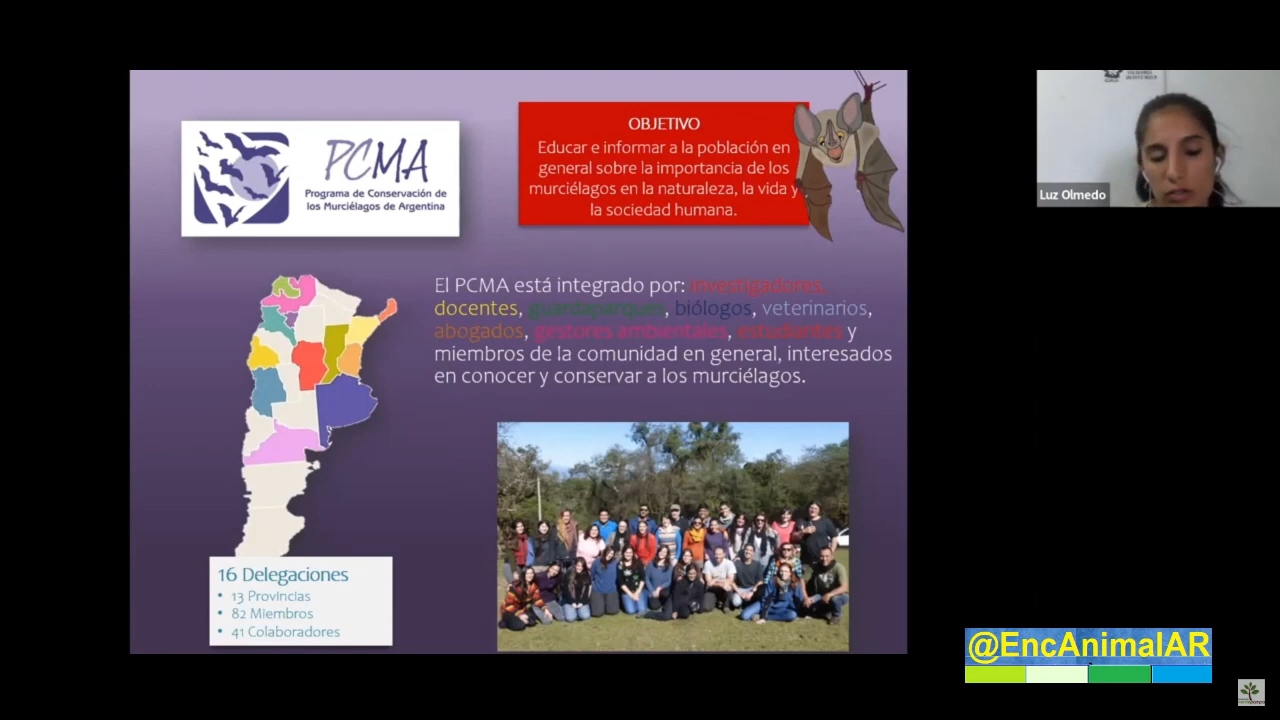 PCMA
Programa de Conservación de
los Murciélagos de Argentina
OBJETIVO
Educar e informar a la población en
general sobre la importancia de los
murciélagos en la naturaleza, la vida y
la sociedad humana.
El PCMA está integrado por: investigadores,
docentes, guardaparques, biólogos, veterinarios,
abogados, gestores ambientales, estudiantes y
miembros de la comunidad en general, interesados
en conocer y conservar a los murciélagos.
16 Delegaciones
• 13 Provincias
• 82 Miembros
• 41 Colaboradores
Luz Olmedo
@EncAnimalAR